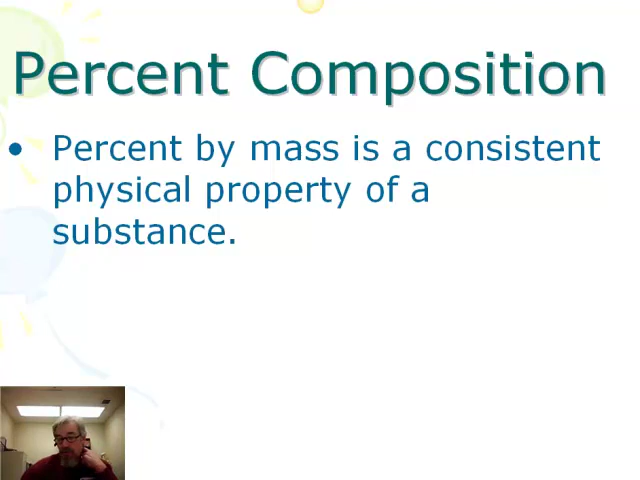 Percent Composition
• Percent by mass is a consistent
physical property of a
substance.